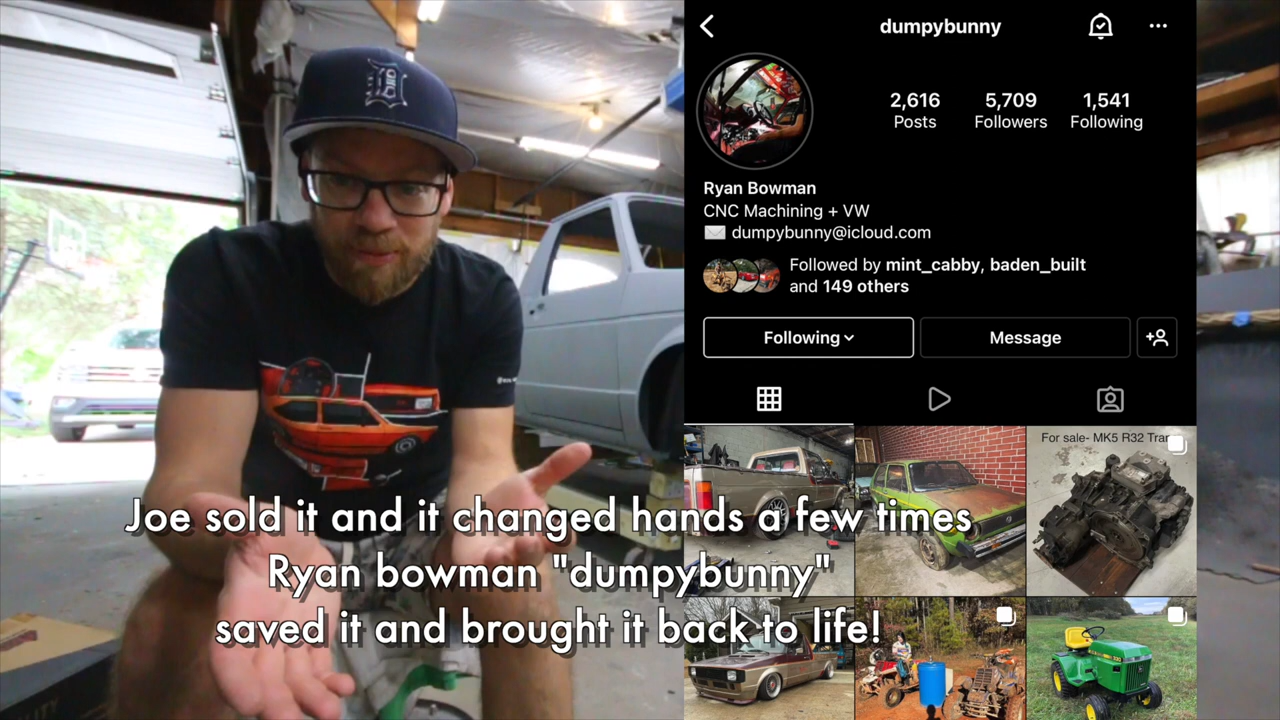 dumpybunny
2,616
5,709
1,541
Posts
Followers
Following
Ryan Bowman
CNC Machining + VW
dumpybunny@icloud.com
Followed by mint_cabby, baden_built
and 149 others
Following
Message
For sale- MK5 R32 Tran
Joe sold it and it changed hands a few times
Ryan bowman "dumpybunny"
saved it and brought it back to life!